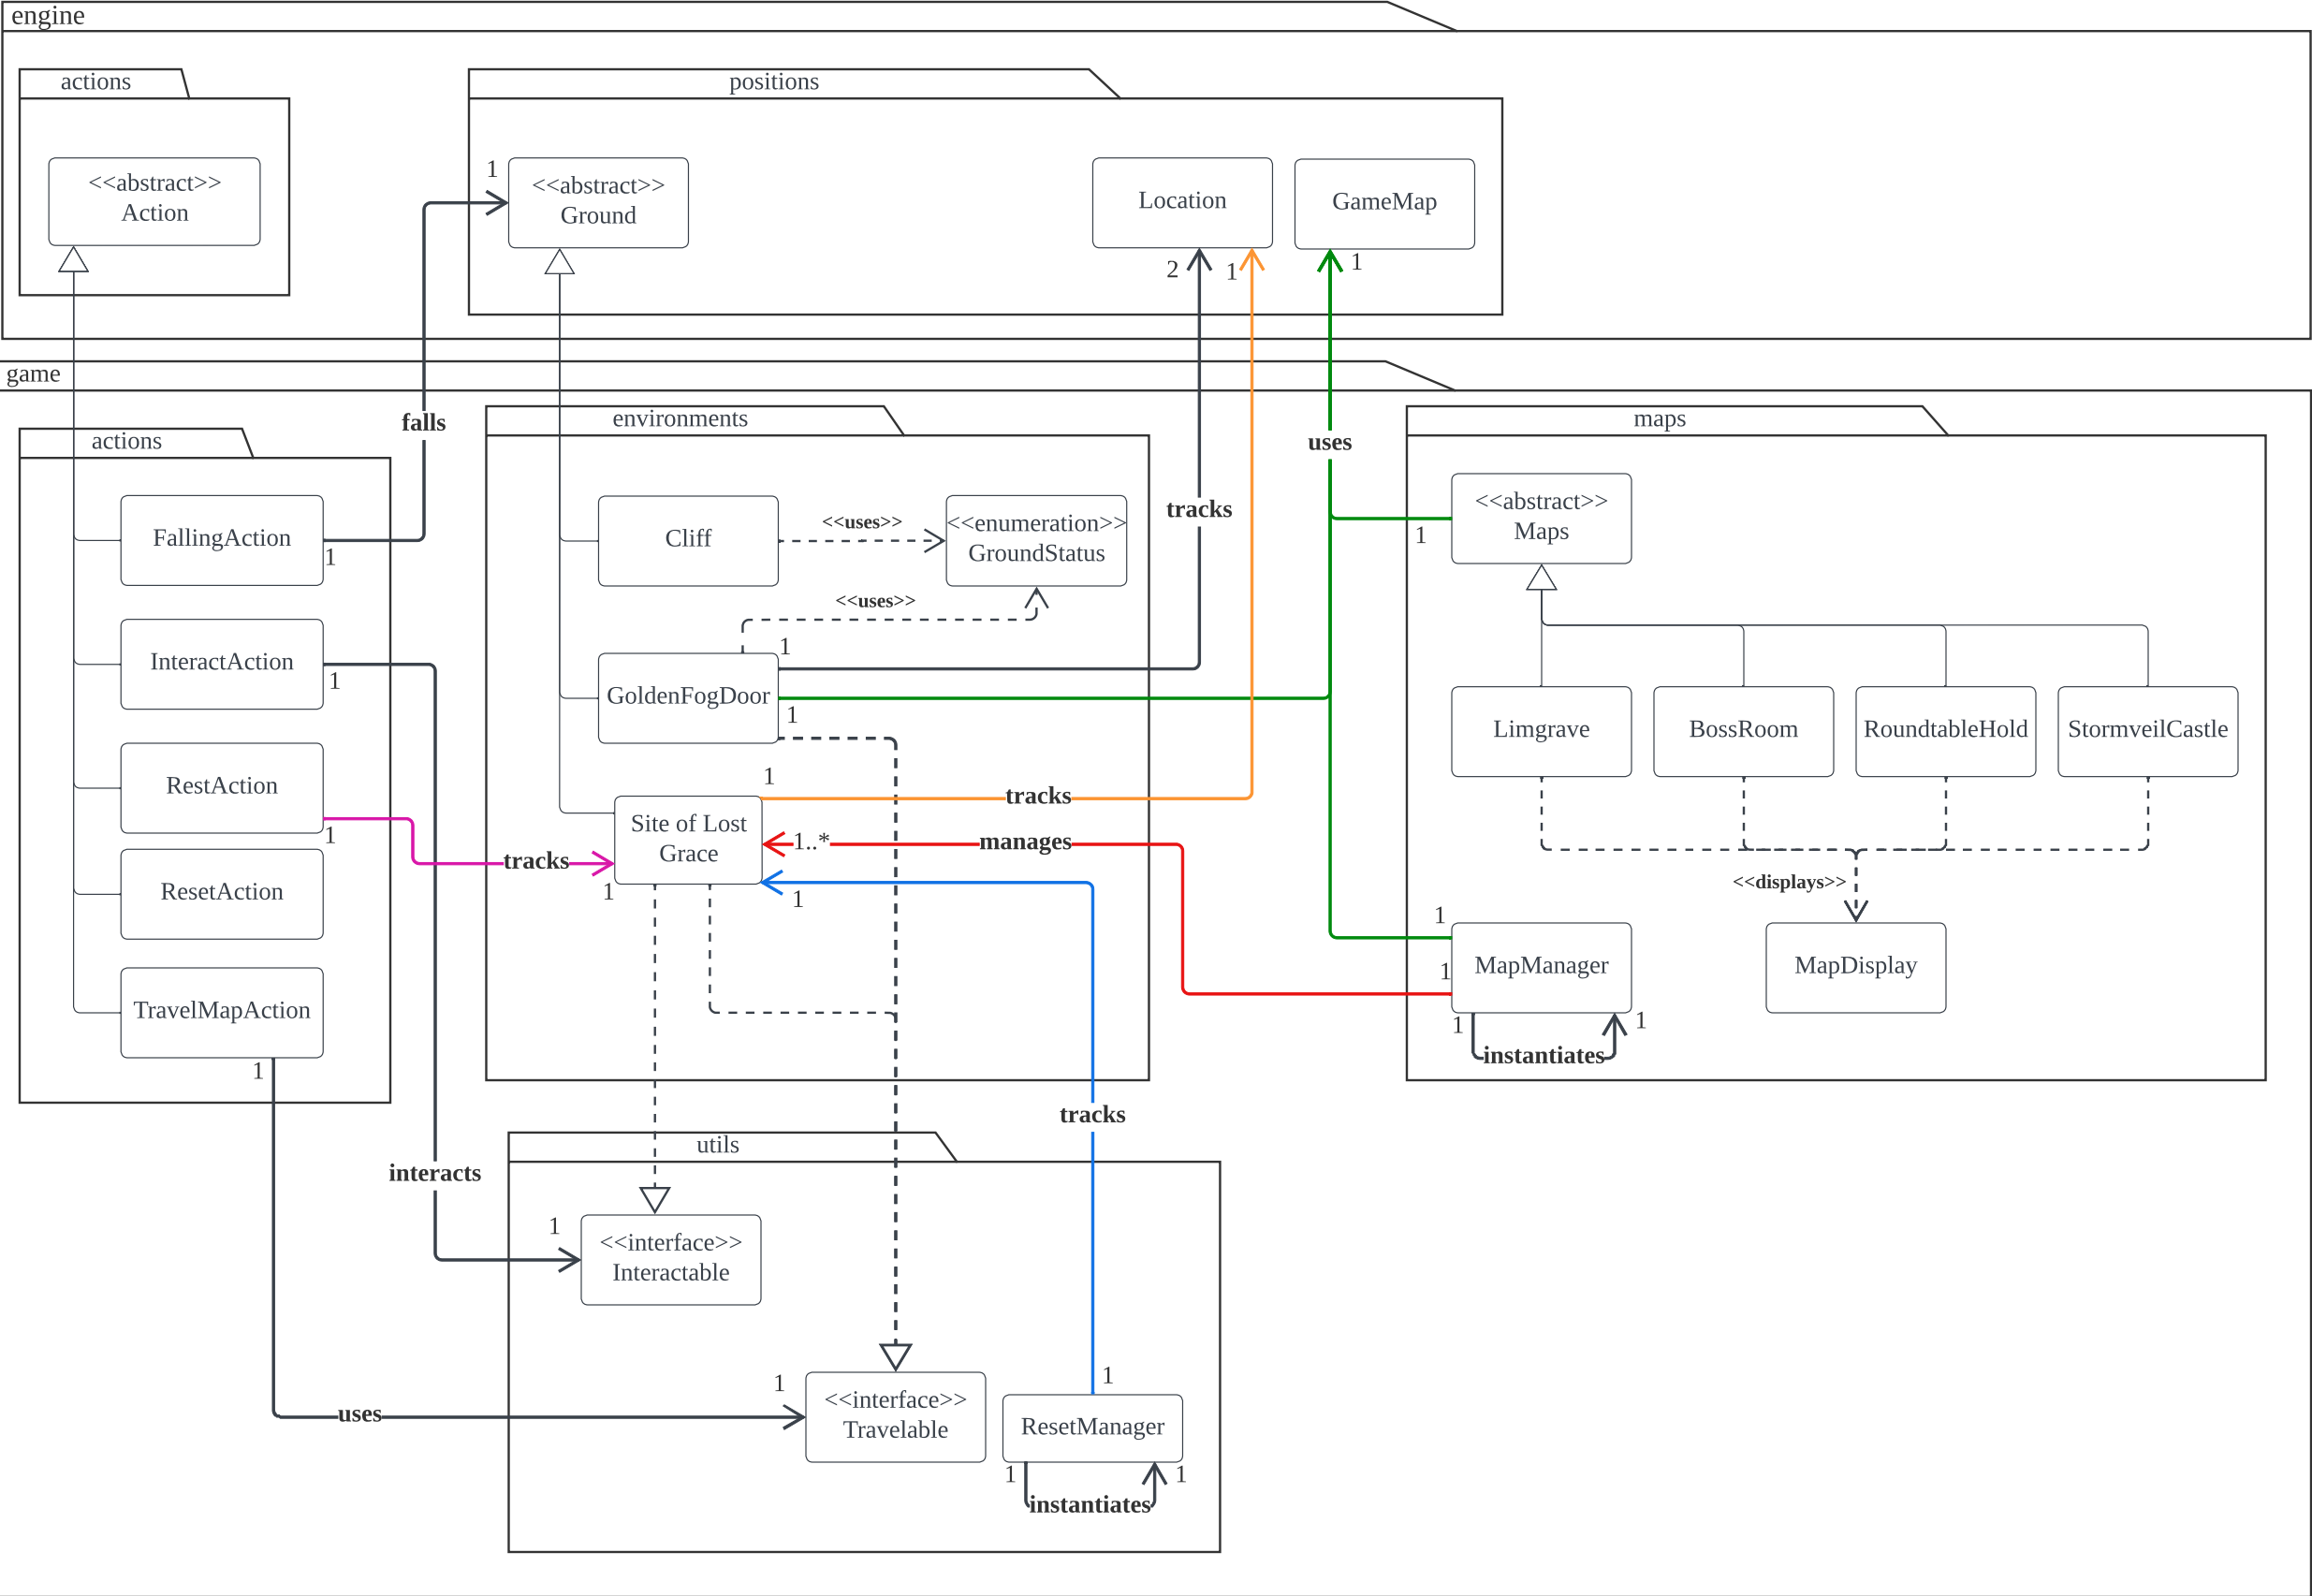 engine
actions
positions
<<abstract>>
Action
1
<<abstract>>
Ground
Location
GameMap
2
1
1
game
falls
environments
maps
actions
uses
<<abstract>>
Maps
1
FallingAction
1
Cliff
<<uses>>
<<enumeration>>
GroundStatus
tracks
<<uses>>
InteractAction
1
1
GoldenFogDoor
1
Limgrave
BossRoom
RoundtableHold
StormveilCastle
RestAction
1
1
tracks
Site of Lost
Grace
1..*
manages
tracks
1
1
ResetAction
<<displays>>
1
MapManager
1
MapDisplay
1
instantiates
1
TravelMapAction
1
tracks
utils
interacts
1
<<interface>>
Interactable
1
<<interface>
Travelable
1
ResetManager
uses
1
instantiates
1